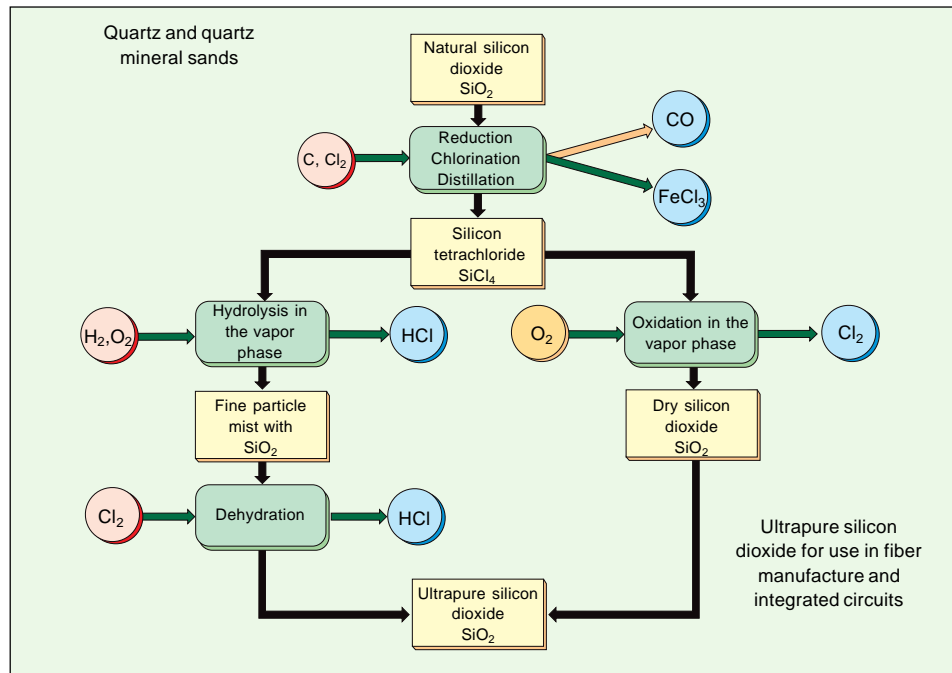 Quartz and quartz
mineral sands
Natural silicon
dioxide
SiO₂
C, Cl₂
Reduction
Chlorination
Distillation
CO
FeCl₃
Silicon
tetrachloride
SiCl₄
H₂,O₂
Hydrolysis in
the vapor
phase
HCl
O₂
Oxidation in the
vapor phase
Cl₂
Fine particle
mist with
SiO₂
Dry silicon
dioxide
SiO₂
Cl₂
Dehydration
HCl
Ultrapure silicon
dioxide for use in fiber
manufacture and
integrated circuits
Ultrapure silicon
dioxide
SiO₂